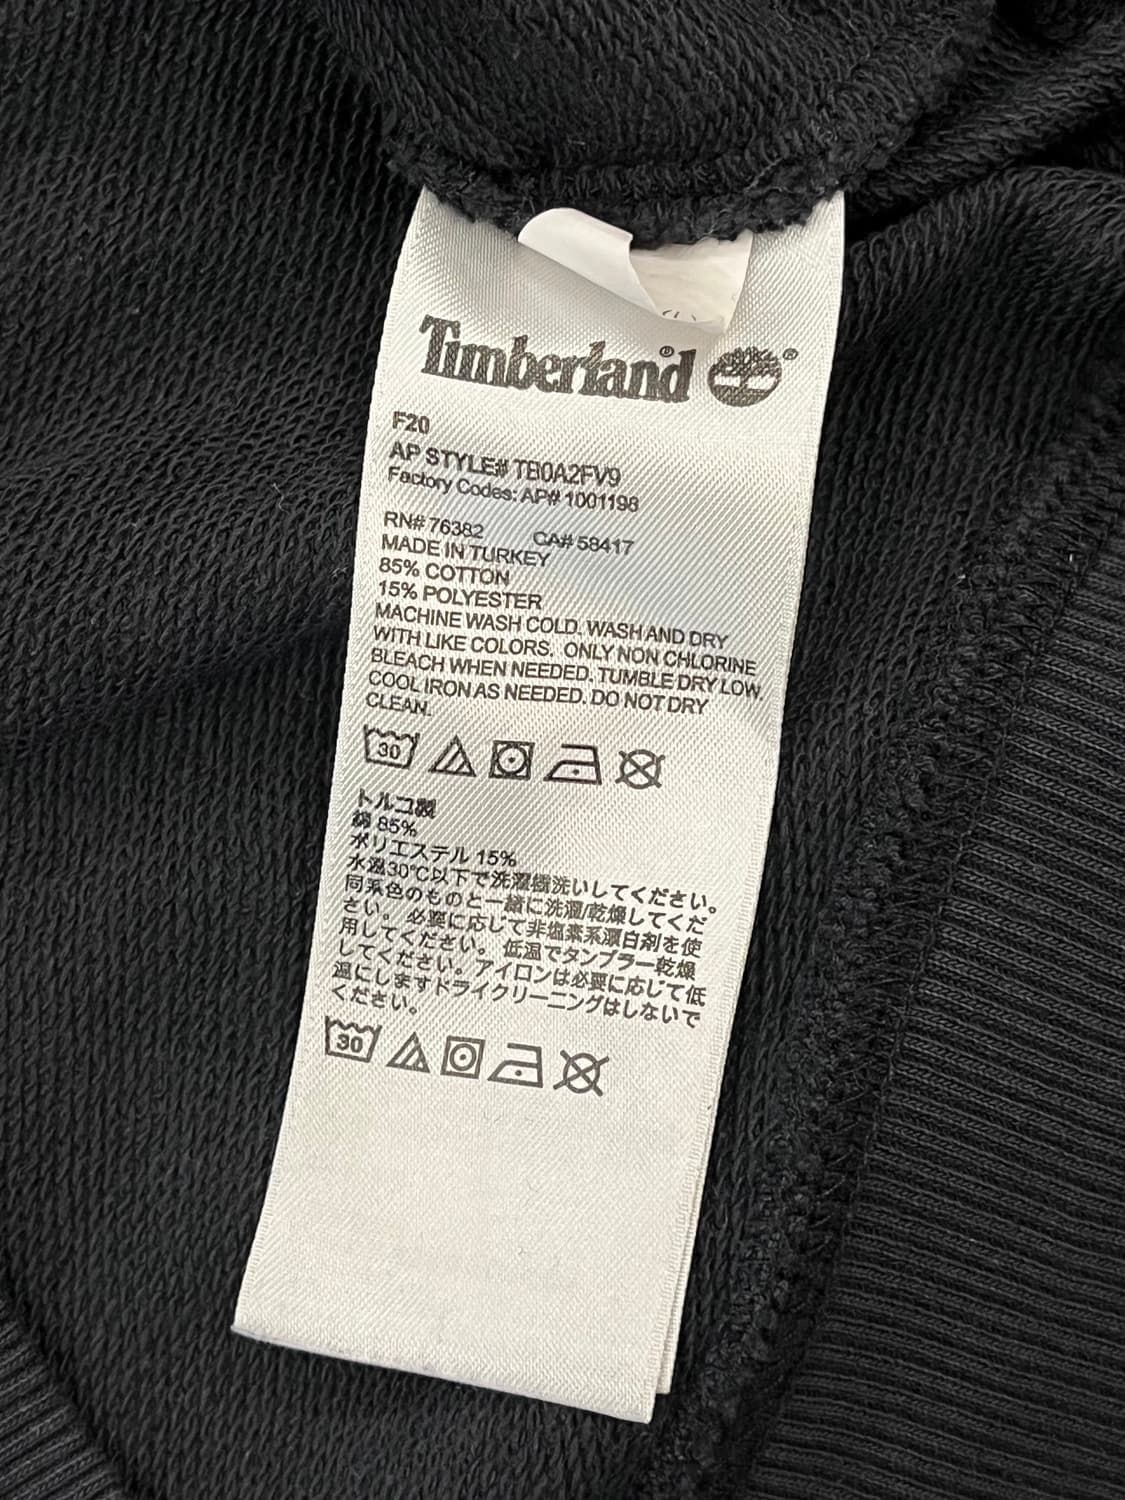 Timberland®
F20
AP STYLE# TB0A2FV9
Factory Codes: AP# 1001198
RN# 76382 CA# 58417
MADE IN TURKEY
85% COTTON
15% POLYESTER
MACHINE WASH COLD. WASH AND DRY
WITH LIKE COLORS. ONLY NON CHLORINE
BLEACH WHEN NEEDED. TUMBLE DRY LOW.
COOL IRON AS NEEDED. DO NOT DRY
CLEAN.
30
トルコ製
綿 85%
ポリエステル 15%
水温30℃以下で洗濯機洗いしてください。
同系色のものと一緒に洗濯/乾燥してくだ
さい。 必要に応じて非塩素系漂白剤を使
用してください。 低温でタンブラー乾燥
してください。アイロンは必要に応じて低
温にしますドライクリーニングはしないで
ください。
30